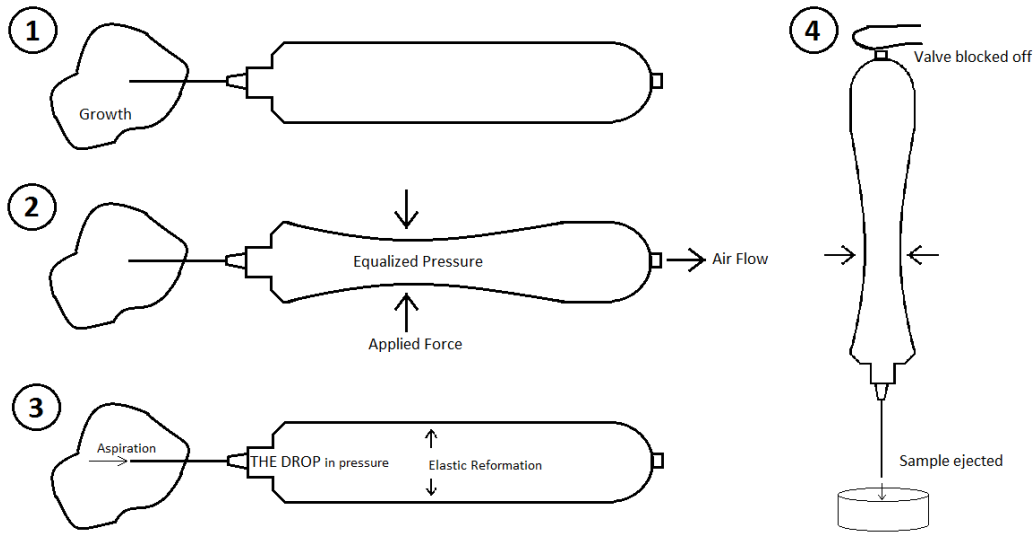 1
Growth
2
Equalized Pressure
Air Flow
Applied Force
3
Aspiration
THE DROP in pressure
Elastic Reformation
4
Valve blocked off
Sample ejected